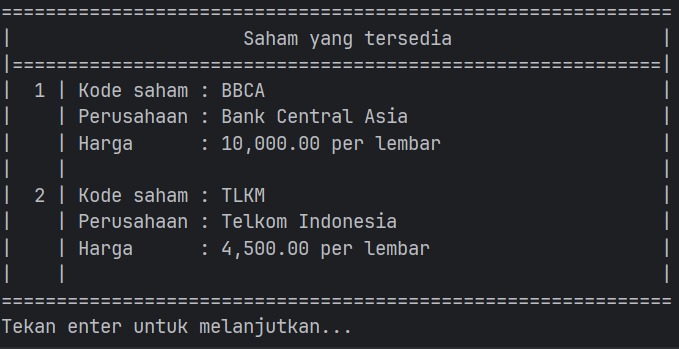 =============================================================
|                     Saham yang tersedia                   |
|===========================================================|
|  1 | Kode saham : BBCA                                      |
|    | Perusahaan : Bank Central Asia                         |
|    | Harga      : 10,000.00 per lembar                      |
|    |                                                      |
|  2 | Kode saham : TLKM                                      |
|    | Perusahaan : Telkom Indonesia                          |
|    | Harga      : 4,500.00 per lembar                       |
|    |                                                      |
=============================================================
Tekan enter untuk melanjutkan...